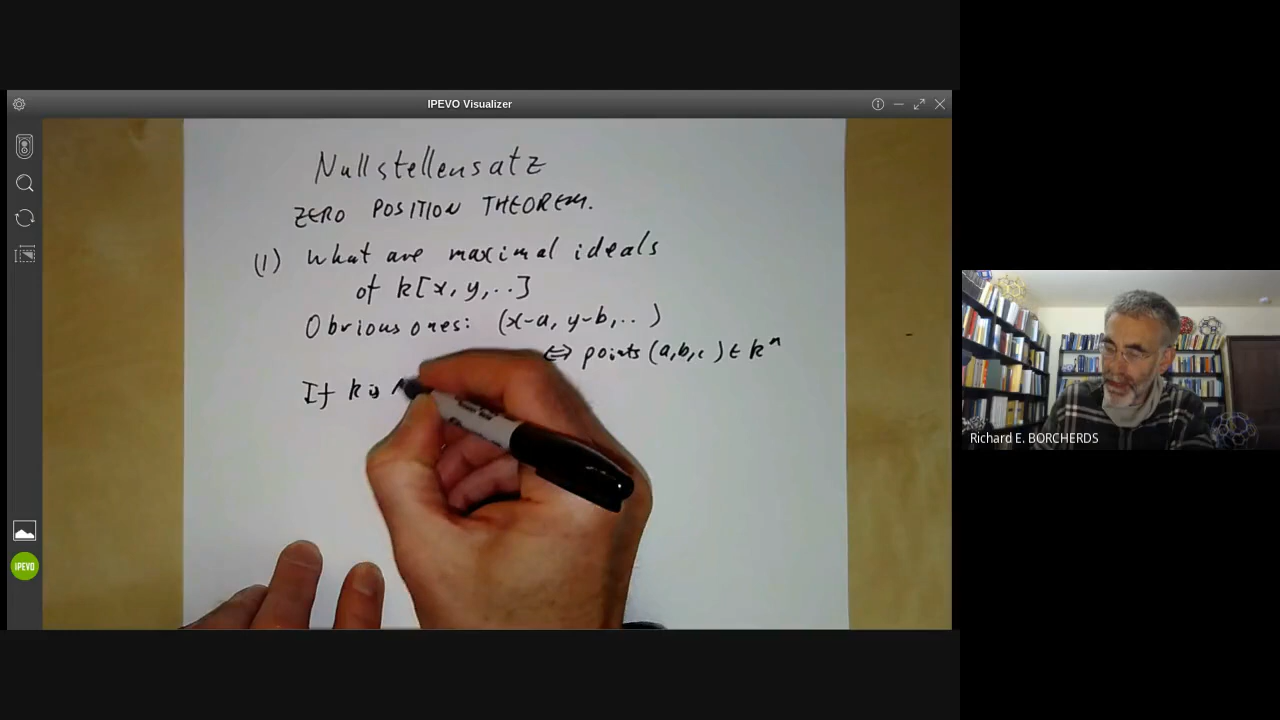 IPEVO Visualizer
Nullstellensatz
ZERO POSITION THEOREM.
(1) What are maximal ideals
of k[x, y, ..]
Obvious ones: (x-a, y-b, .. )
⇔ points (a,b,c ) ∈ kⁿ
If k is
IPEVO
Richard E. BORCHERDS